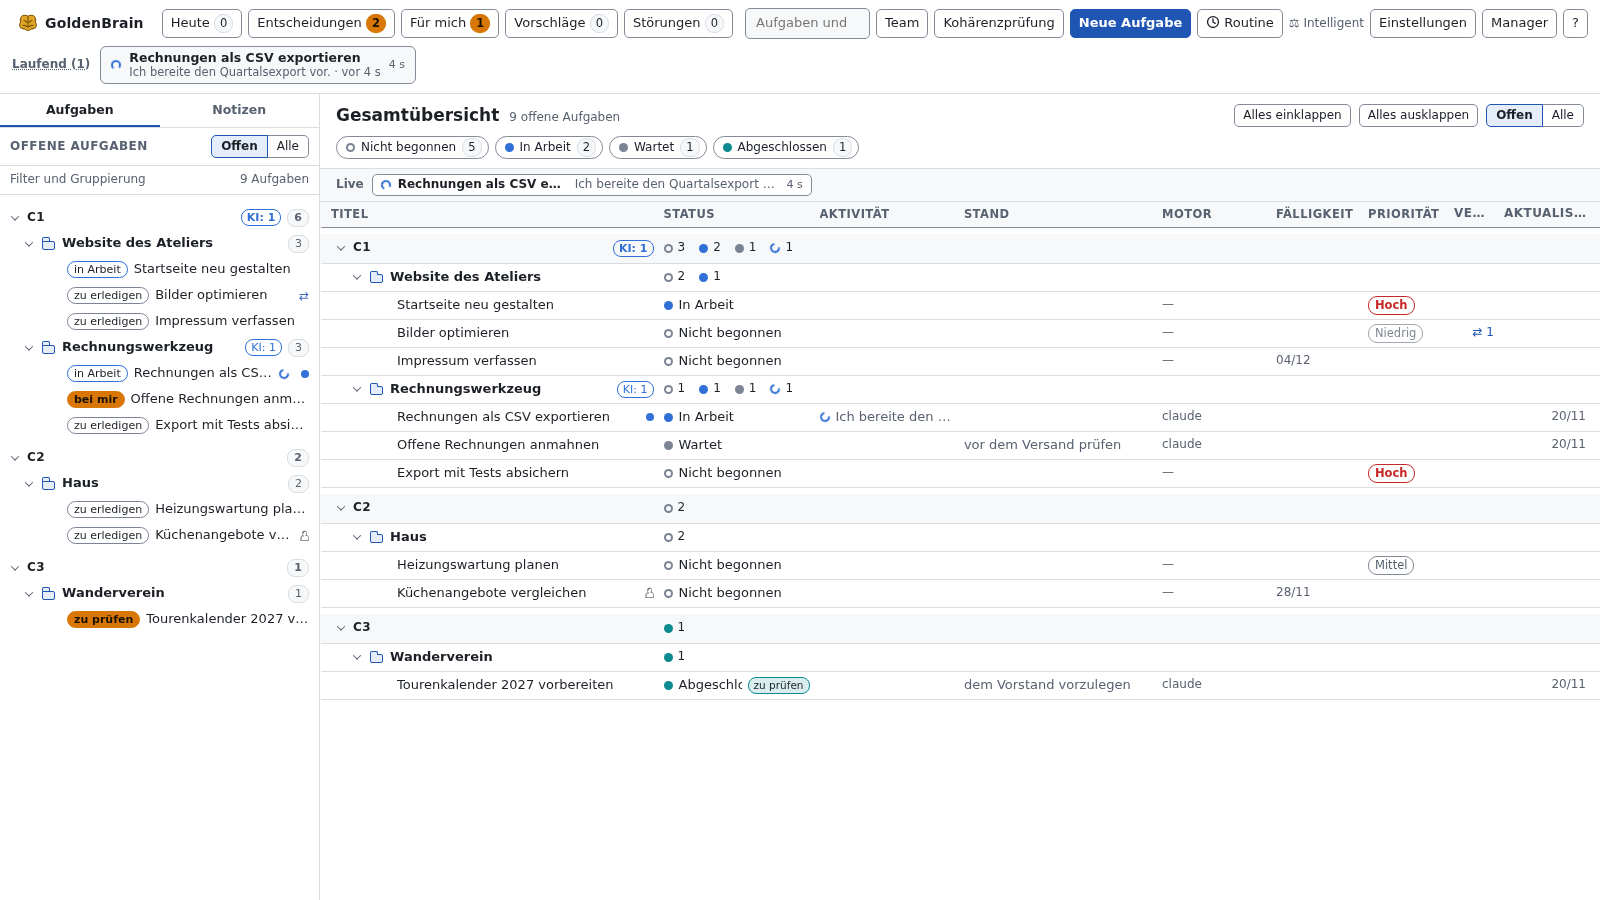 GoldenBrain
Heute 0
Entscheidungen 2
Für mich 1
Vorschläge 0
Störungen 0
Aufgaben und
Team
Kohärenzprüfung
Neue Aufgabe
Routine
Intelligent
Einstellungen
Manager
?
Laufend (1)
Rechnungen als CSV exportieren
Ich bereite den Quartalsexport vor. · vor 4 s
4 s
Aufgaben Notizen
OFFENE AUFGABEN Offen Alle
Filter und Gruppierung 9 Aufgaben
C1 KI: 1 6
Website des Ateliers 3
in Arbeit Startseite neu gestalten
zu erledigen Bilder optimieren ⇄
zu erledigen Impressum verfassen
Rechnungswerkzeug KI: 1 3
in Arbeit Rechnungen als CS…
bei mir Offene Rechnungen anm…
zu erledigen Export mit Tests absi…
C2 2
Haus 2
zu erledigen Heizungswartung pla…
zu erledigen Küchenangebote v…
C3 1
Wanderverein 1
zu prüfen Tourenkalender 2027 v…
Gesamtübersicht 9 offene Aufgaben
Alles einklappen Alles ausklappen Offen Alle
Nicht begonnen 5 In Arbeit 2 Wartet 1 Abgeschlossen 1
Live Rechnungen als CSV e… Ich bereite den Quartalsexport … 4 s
TITEL STATUS AKTIVITÄT STAND MOTOR FÄLLIGKEIT PRIORITÄT VE… AKTUALIS…
C1 KI: 1 3 2 1 1
Website des Ateliers 2 1
Startseite neu gestalten In Arbeit — Hoch
Bilder optimieren Nicht begonnen — Niedrig ⇄ 1
Impressum verfassen Nicht begonnen — 04/12
Rechnungswerkzeug KI: 1 1 1 1 1
Rechnungen als CSV exportieren In Arbeit Ich bereite den … claude 20/11
Offene Rechnungen anmahnen Wartet vor dem Versand prüfen claude 20/11
Export mit Tests absichern Nicht begonnen — Hoch
C2 2
Haus 2
Heizungswartung planen Nicht begonnen — Mittel
Küchenangebote vergleichen Nicht begonnen — 28/11
C3 1
Wanderverein 1
Tourenkalender 2027 vorbereiten Abgeschlo zu prüfen dem Vorstand vorzulegen claude 20/11